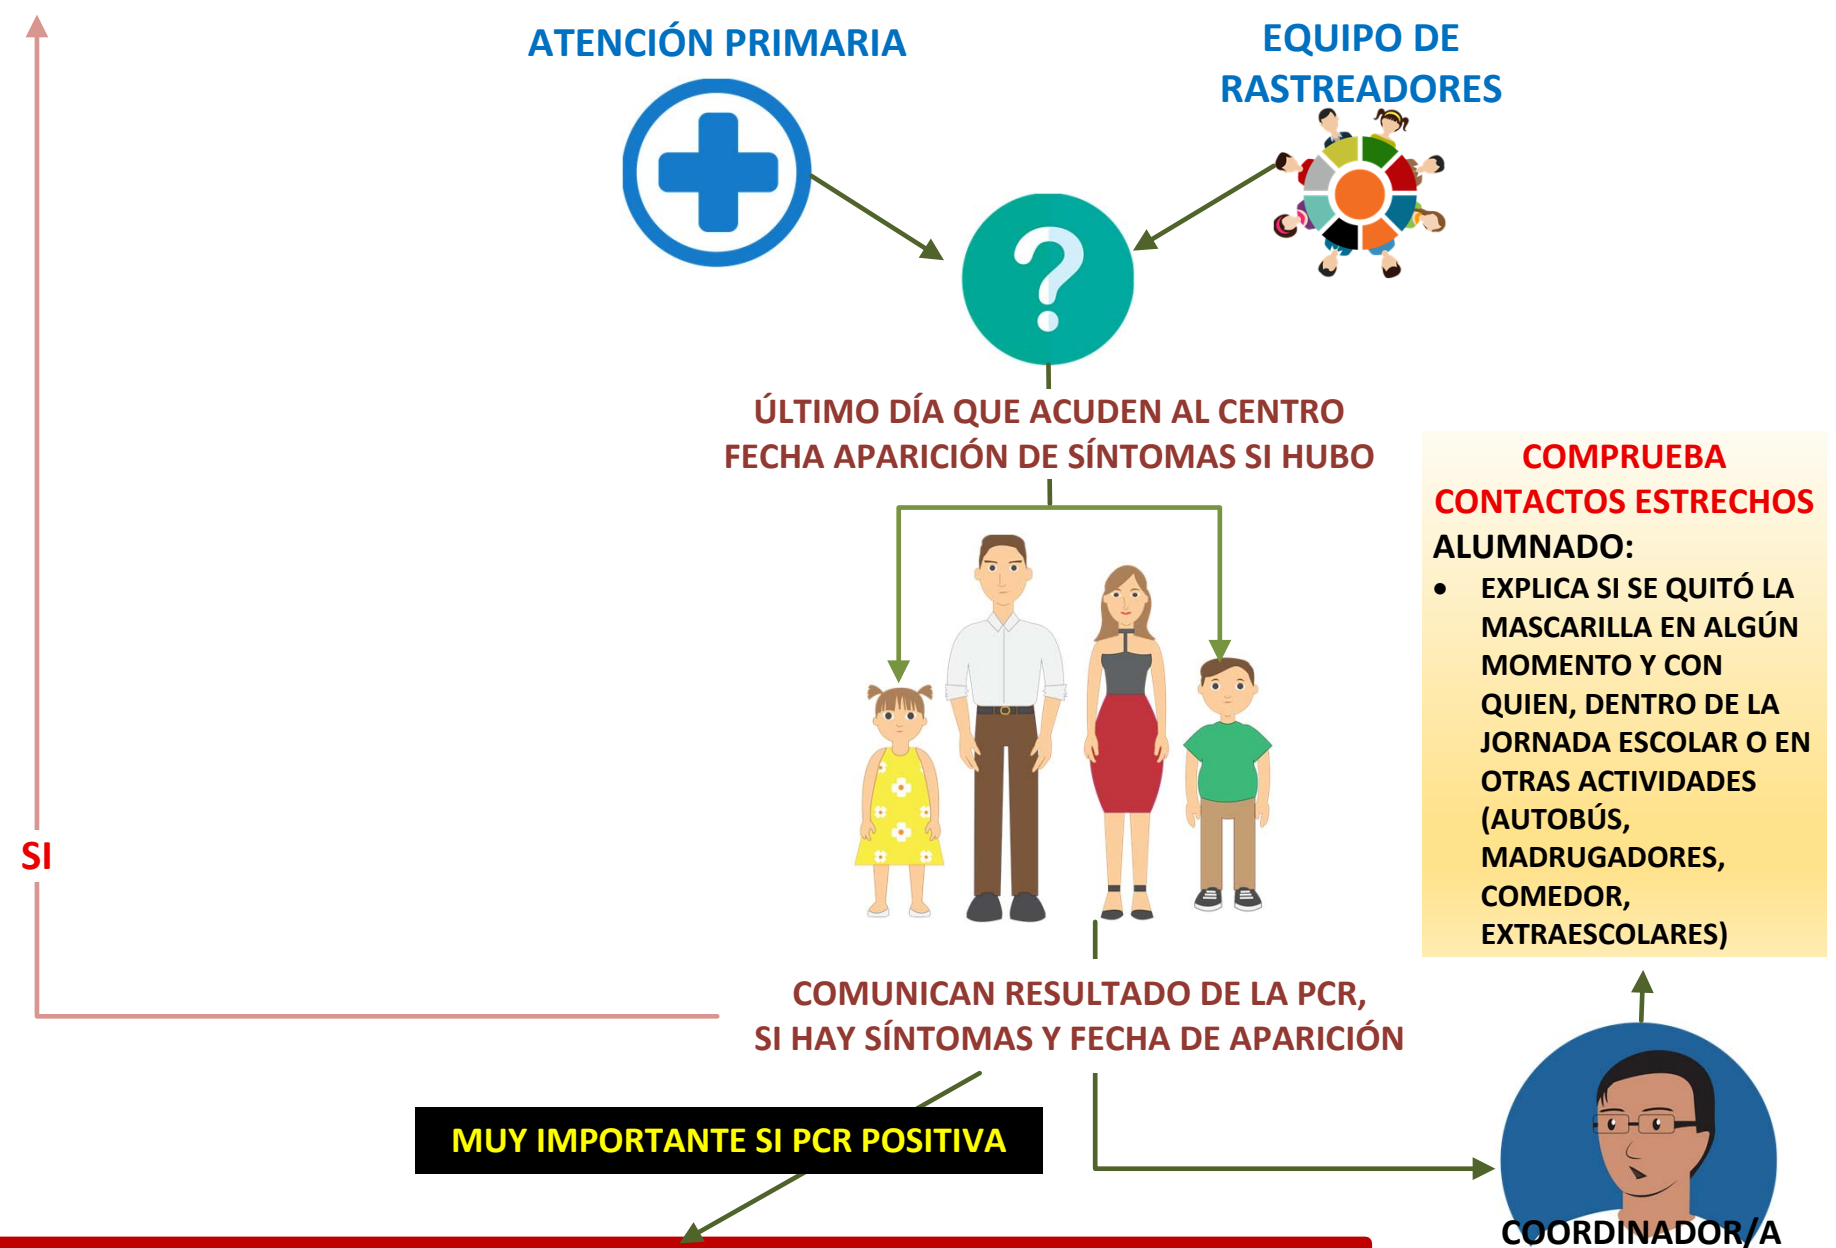 ATENCIÓN PRIMARIA
EQUIPO DE
RASTREADORES
ÚLTIMO DÍA QUE ACUDEN AL CENTRO
FECHA APARICIÓN DE SÍNTOMAS SI HUBO
COMPRUEBA
CONTACTOS ESTRECHOS
ALUMNADO:
• EXPLICA SI SE QUITÓ LA
MASCARILLA EN ALGÚN
MOMENTO Y CON
QUIEN, DENTRO DE LA
JORNADA ESCOLAR O EN
OTRAS ACTIVIDADES
(AUTOBÚS,
MADRUGADORES,
COMEDOR,
EXTRAESCOLARES)
SI
COMUNICAN RESULTADO DE LA PCR,
SI HAY SÍNTOMAS Y FECHA DE APARICIÓN
MUY IMPORTANTE SI PCR POSITIVA
COORDINADOR/A